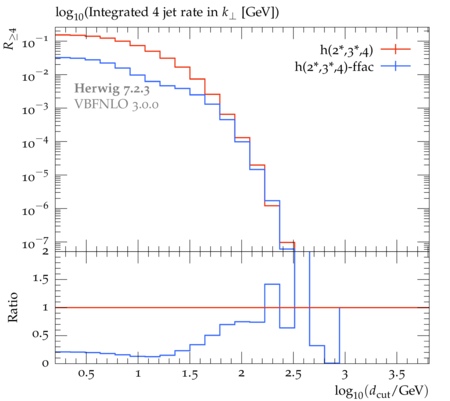 log₁₀(Integrated 4 jet rate in k⊥ [GeV])
R≥4
h(2*,3*,4)
h(2*,3*,4)-ffac
Herwig 7.2.3
VBFNLO 3.0.0
10⁻¹
10⁻²
10⁻³
10⁻⁴
10⁻⁵
10⁻⁶
10⁻⁷
Ratio
2
1.5
1
0.5
0
0.5 1 1.5 2 2.5 3 3.5
log₁₀(d_cut/GeV)